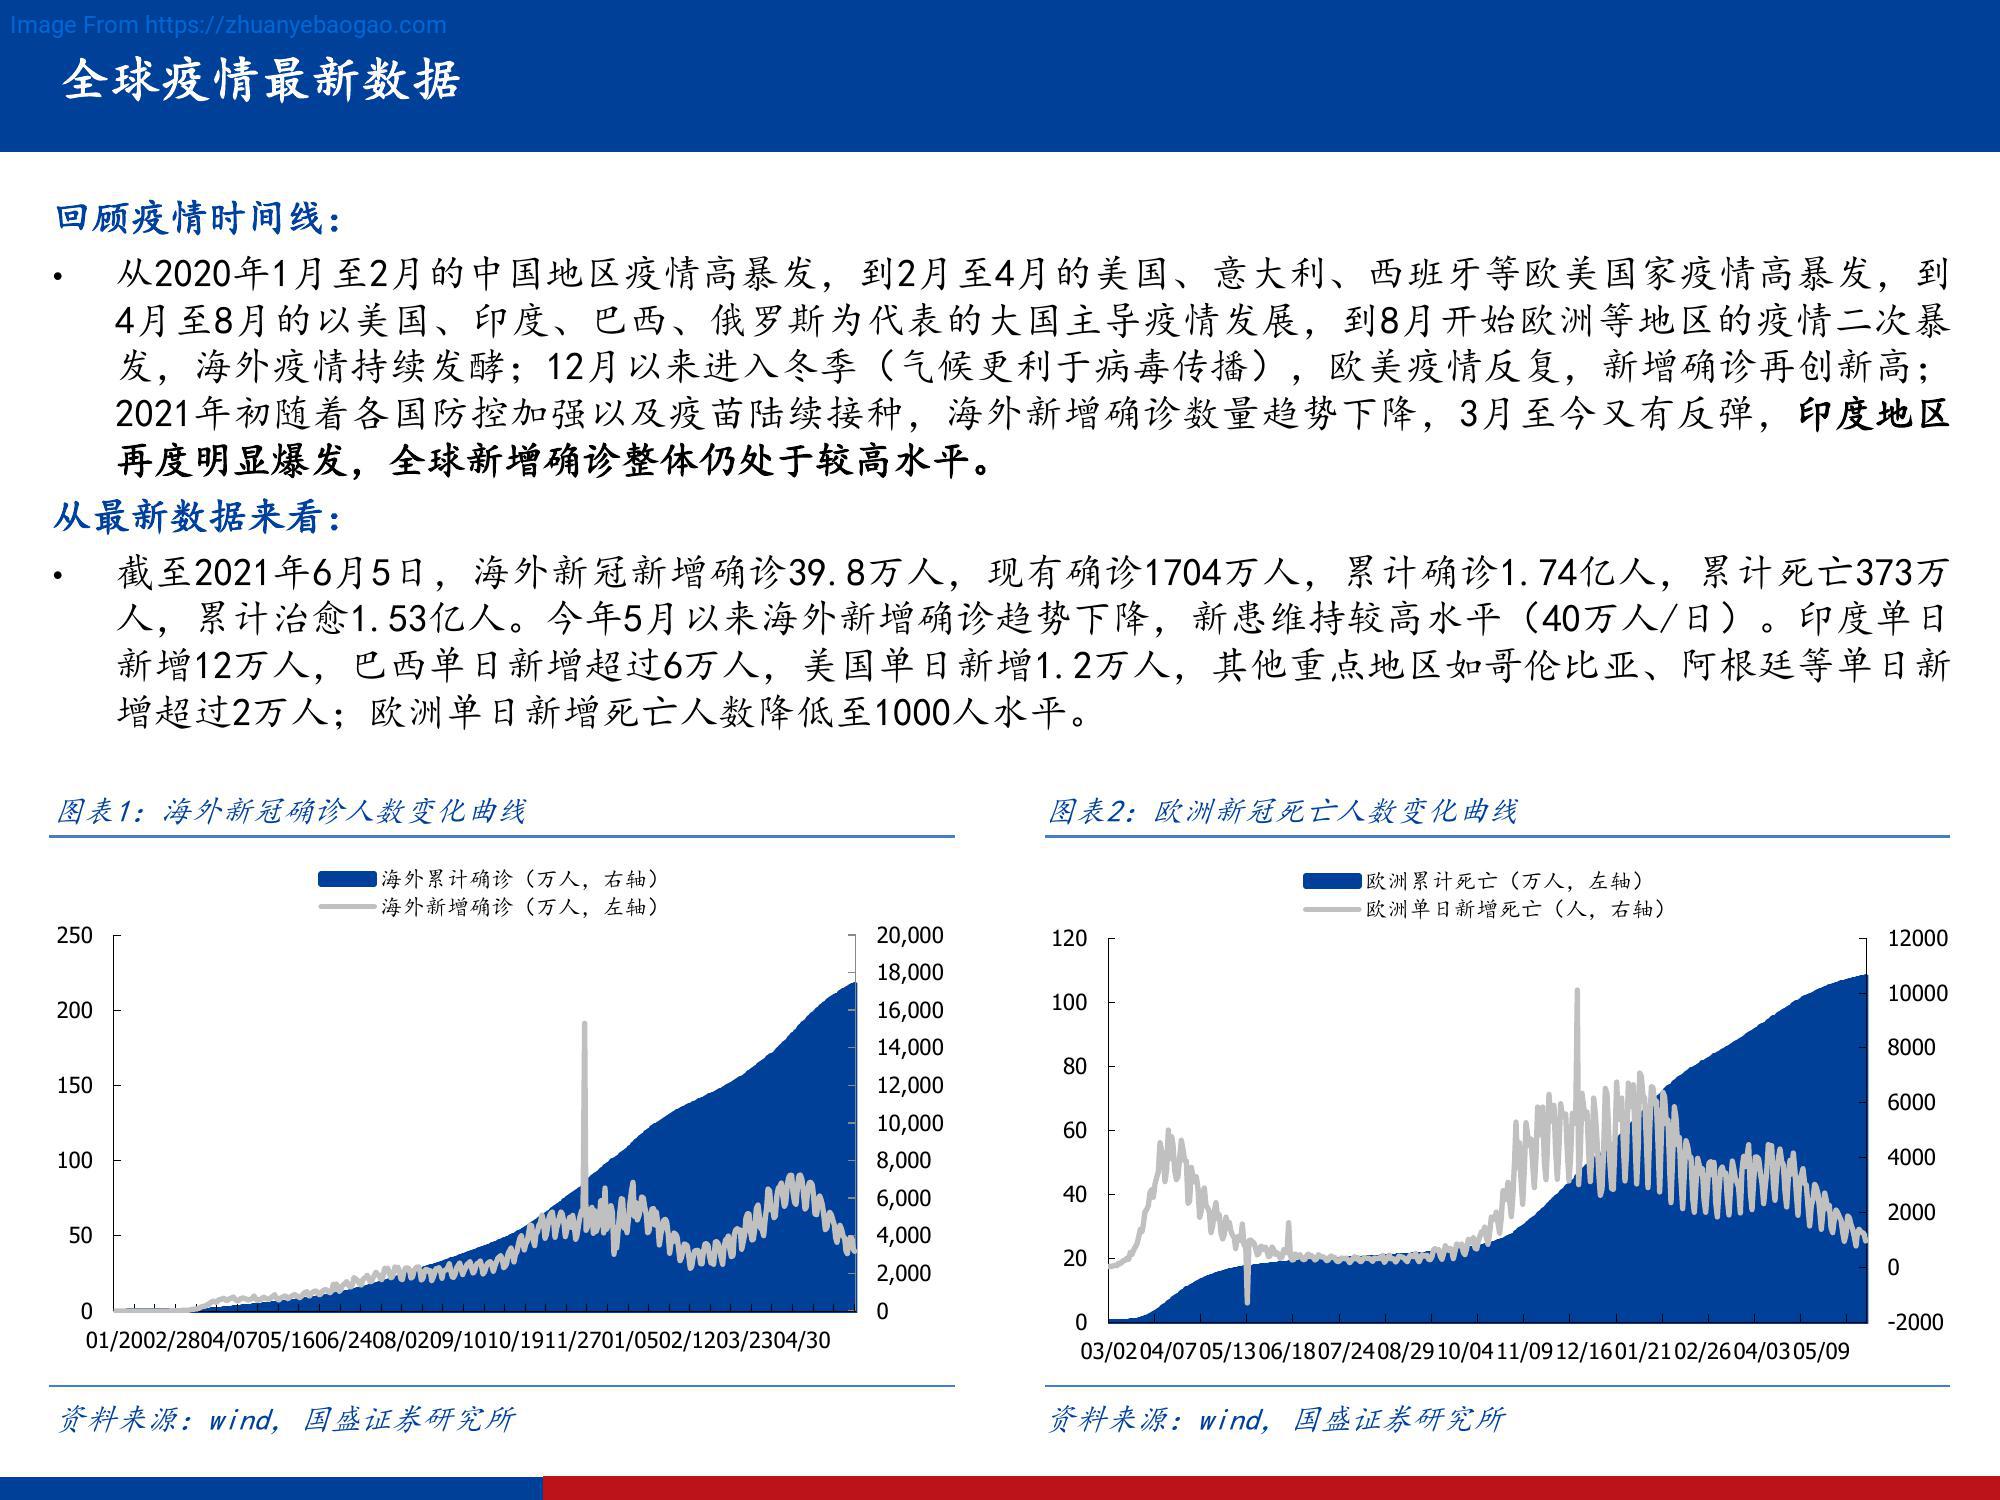 Image From https://zhuanyebaogao.com
全球疫情最新数据
回顾疫情时间线：
• 从2020年1月至2月的中国地区疫情高暴发，到2月至4月的美国、意大利、西班牙等欧美国家疫情高暴发，到
4月至8月的以美国、印度、巴西、俄罗斯为代表的大国主导疫情发展，到8月开始欧洲等地区的疫情二次暴
发，海外疫情持续发酵；12月以来进入冬季（气候更利于病毒传播），欧美疫情反复，新增确诊再创新高；
2021年初随着各国防控加强以及疫苗陆续接种，海外新增确诊数量趋势下降，3月至今又有反弹，印度地区
再度明显爆发，全球新增确诊整体仍处于较高水平。
从最新数据来看：
• 截至2021年6月5日，海外新冠新增确诊39.8万人，现有确诊1704万人，累计确诊1.74亿人，累计死亡373万
人，累计治愈1.53亿人。今年5月以来海外新增确诊趋势下降，新患维持较高水平（40万人/日）。印度单日
新增12万人，巴西单日新增超过6万人，美国单日新增1.2万人，其他重点地区如哥伦比亚、阿根廷等单日新
增超过2万人；欧洲单日新增死亡人数降低至1000人水平。
图表1：海外新冠确诊人数变化曲线
海外累计确诊（万人，右轴）
海外新增确诊（万人，左轴）
250
200
150
100
50
0
20,000
18,000
16,000
14,000
12,000
10,000
8,000
6,000
4,000
2,000
0
01/2002/2804/0705/1606/2408/0209/1010/1911/2701/0502/1203/2304/30
资料来源：wind，国盛证券研究所
图表2：欧洲新冠死亡人数变化曲线
欧洲累计死亡（万人，左轴）
欧洲单日新增死亡（人，右轴）
120
100
80
60
40
20
0
12000
10000
8000
6000
4000
2000
0
-2000
03/0204/0705/1306/1807/2408/2910/0411/0912/1601/2102/2604/0305/09
资料来源：wind，国盛证券研究所